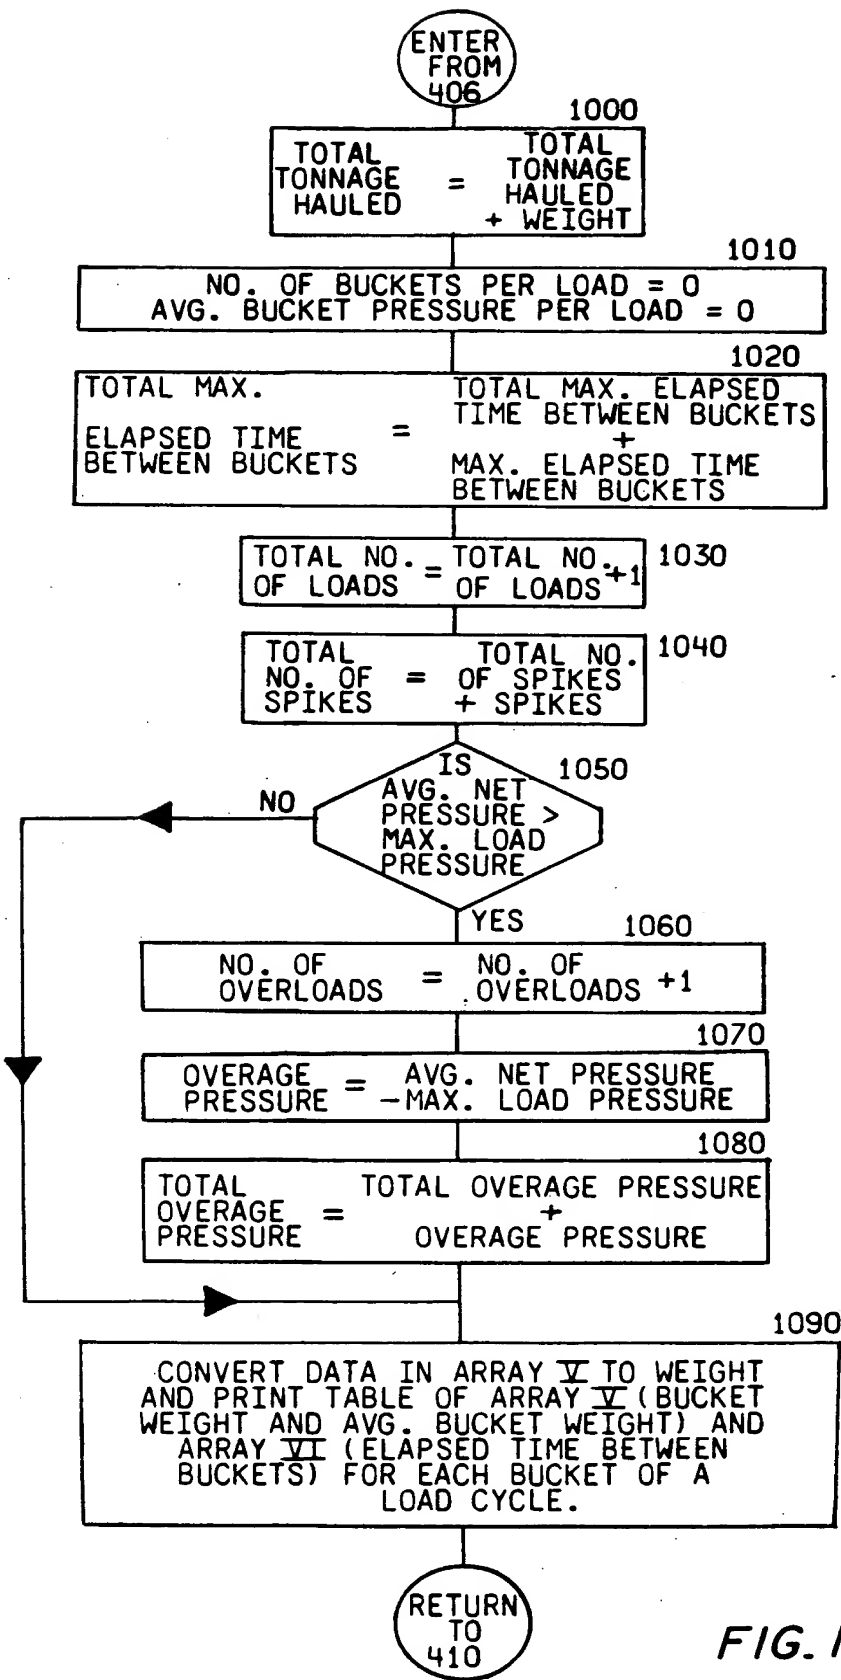 ENTER
FROM
406
1000
TOTAL
TONNAGE
HAULED
=
TOTAL
TONNAGE
HAULED
+ WEIGHT
1010
NO. OF BUCKETS PER LOAD = 0
AVG. BUCKET PRESSURE PER LOAD = 0
1020
TOTAL MAX.
ELAPSED TIME
BETWEEN BUCKETS
=
TOTAL MAX. ELAPSED
TIME BETWEEN BUCKETS
+
MAX. ELAPSED TIME
BETWEEN BUCKETS
1030
TOTAL NO. = TOTAL NO. +1
OF LOADS OF LOADS
1040
TOTAL
NO. OF
SPIKES
=
TOTAL NO.
OF SPIKES
+ SPIKES
1050
IS
AVG. NET
PRESSURE >
MAX. LOAD
PRESSURE
NO
YES
1060
NO. OF
OVERLOADS
=
NO. OF
OVERLOADS +1
1070
OVERAGE
PRESSURE
=
AVG. NET PRESSURE
-MAX. LOAD PRESSURE
1080
TOTAL
OVERAGE
PRESSURE
=
TOTAL OVERAGE PRESSURE
+
OVERAGE PRESSURE
1090
CONVERT DATA IN ARRAY V TO WEIGHT
AND PRINT TABLE OF ARRAY V (BUCKET
WEIGHT AND AVG. BUCKET WEIGHT) AND
ARRAY VI (ELAPSED TIME BETWEEN
BUCKETS) FOR EACH BUCKET OF A
LOAD CYCLE.
RETURN
TO
410
FIG.